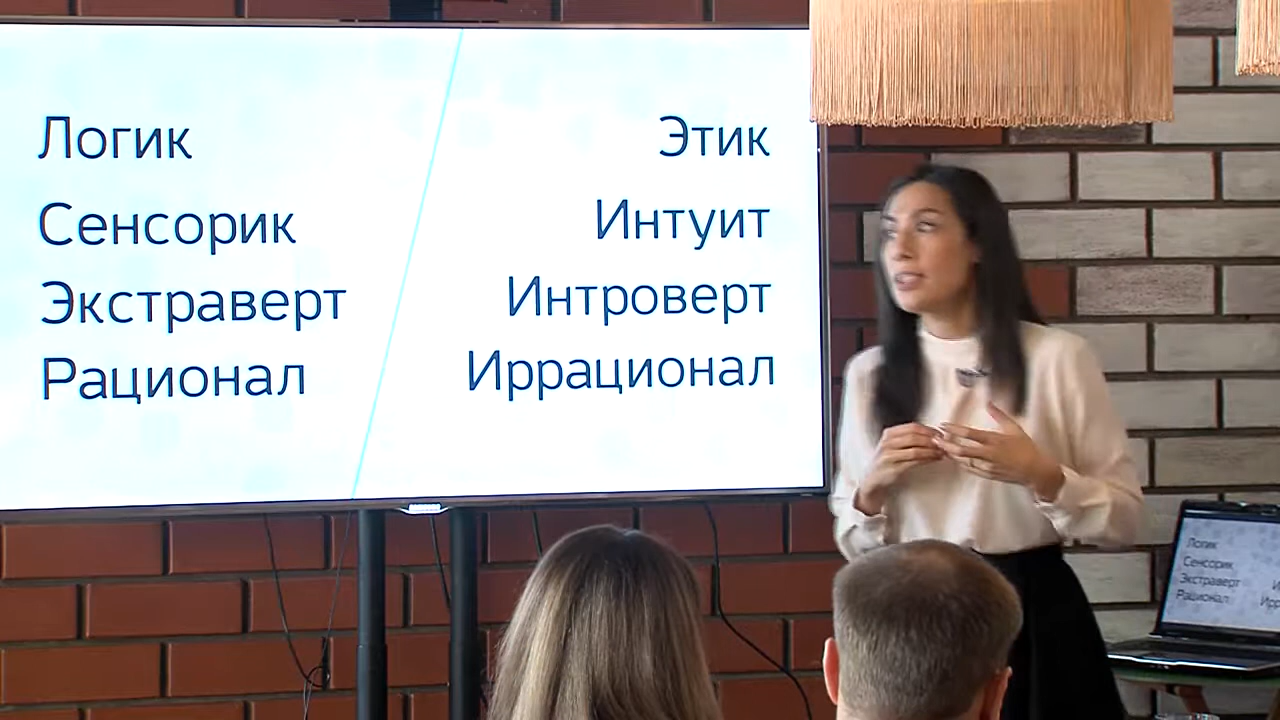 Логик Этик
Сенсорик Интуит
Экстраверт Интроверт
Рационал Иррационал
Логик
Сенсорик
Экстраверт
Рационал